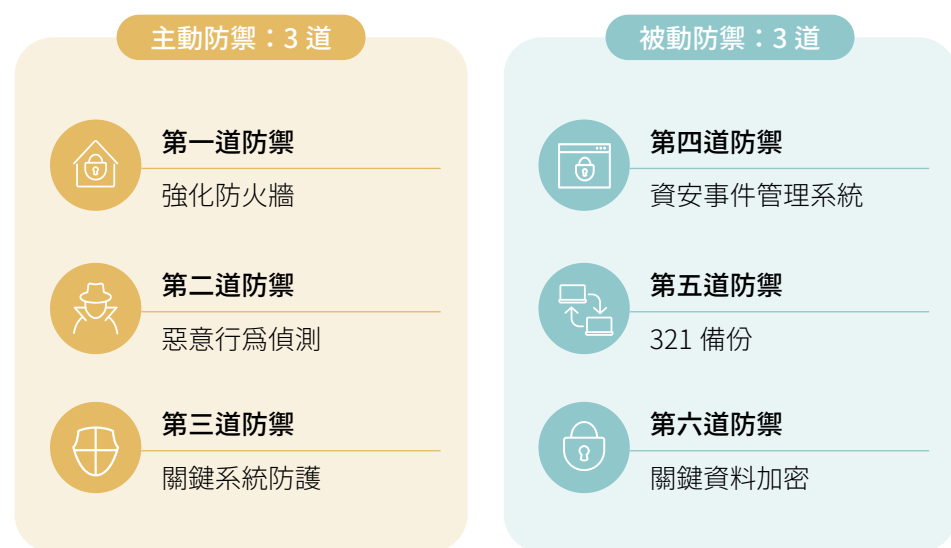 主動防禦：3 道
第一道防禦
強化防火牆
第二道防禦
惡意行爲偵測
第三道防禦
關鍵系統防護
被動防禦：3 道
第四道防禦
資安事件管理系統
第五道防禦
321 備份
第六道防禦
關鍵資料加密